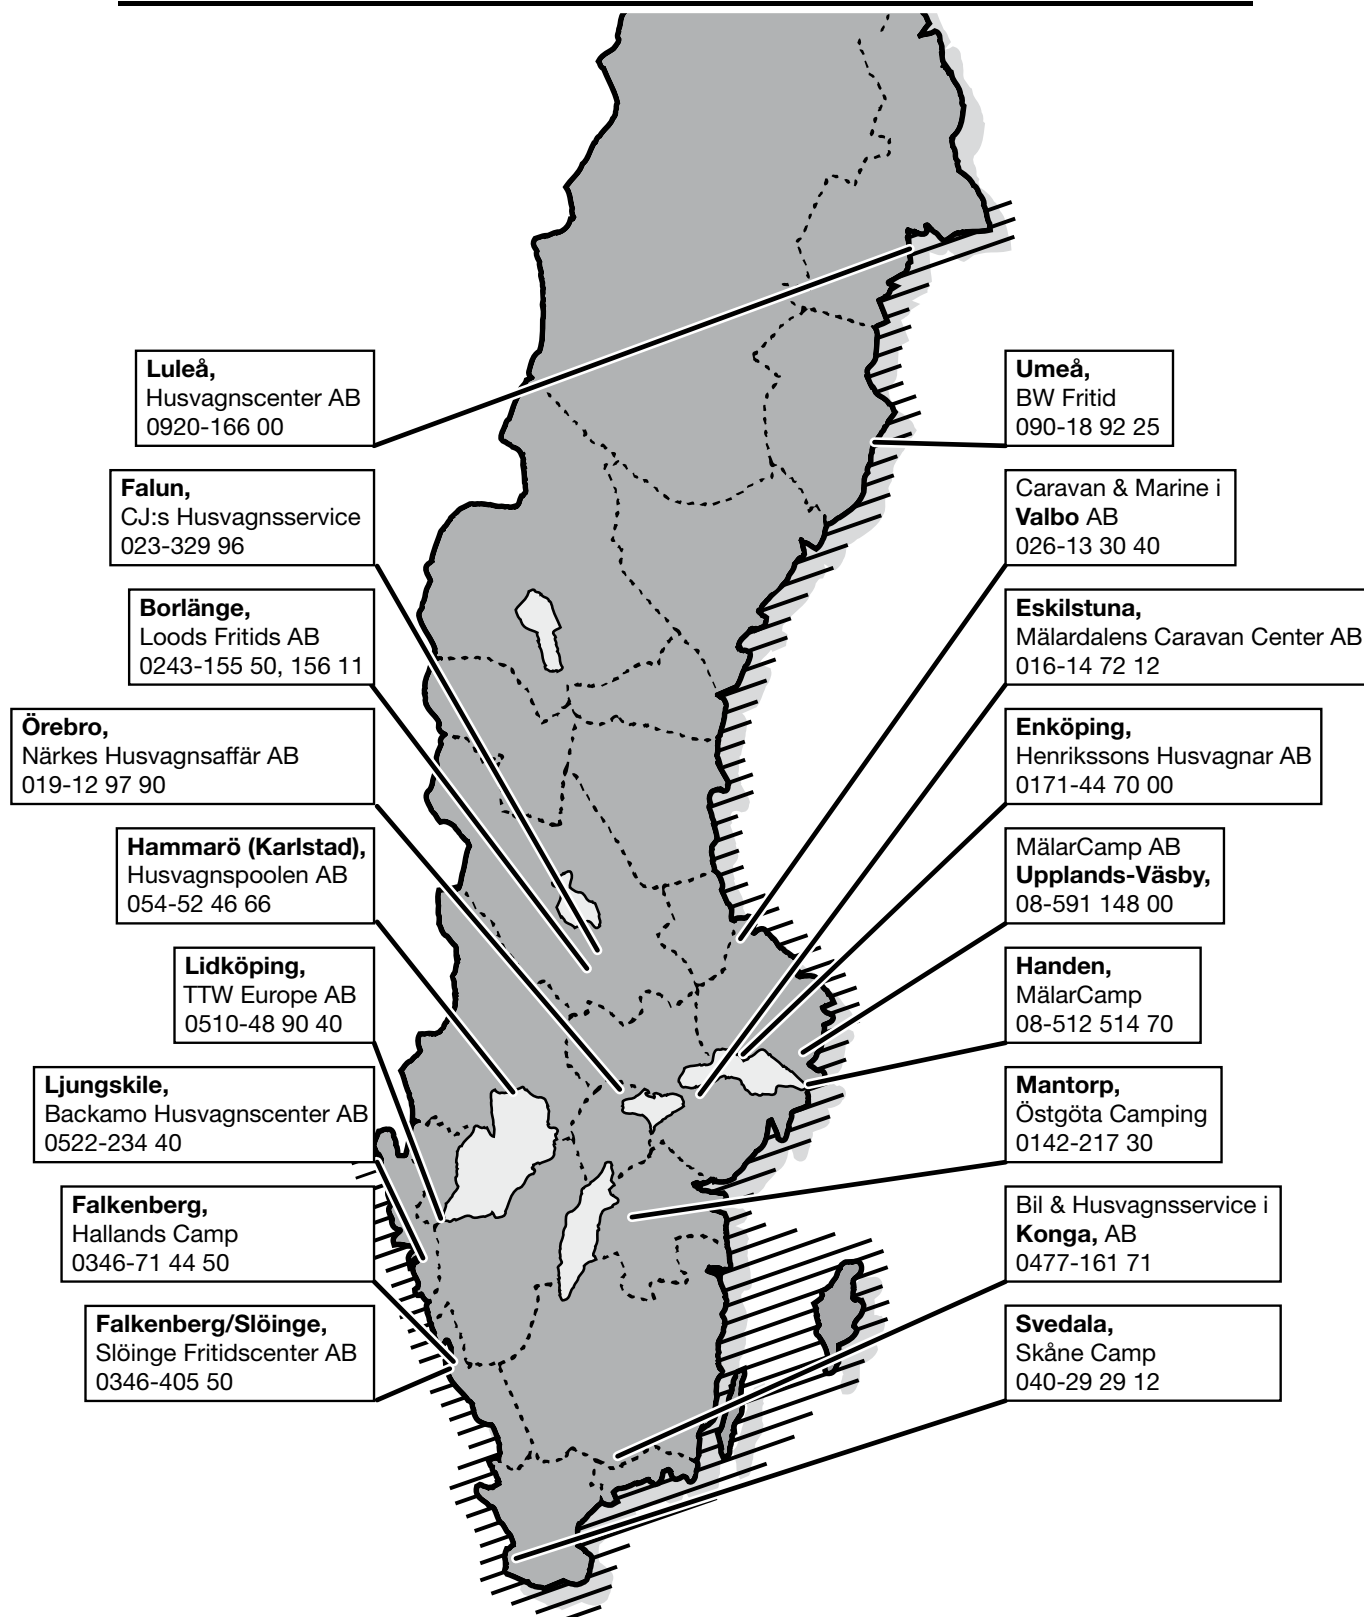 Luleå,
Husvagnscenter AB
0920-166 00
Falun,
CJ:s Husvagnsservice
023-329 96
Borlänge,
Loods Fritids AB
0243-155 50, 156 11
Örebro,
Närkes Husvagnsaffär AB
019-12 97 90
Hammarö (Karlstad),
Husvagnspoolen AB
054-52 46 66
Lidköping,
TTW Europe AB
0510-48 90 40
Ljungskile,
Backamo Husvagnscenter AB
0522-234 40
Falkenberg,
Hallands Camp
0346-71 44 50
Falkenberg/Slöinge,
Slöinge Fritidscenter AB
0346-405 50
Umeå,
BW Fritid
090-18 92 25
Caravan & Marine i
Valbo AB
026-13 30 40
Eskilstuna,
Mälardalens Caravan Center AB
016-14 72 12
Enköping,
Henrikssons Husvagnar AB
0171-44 70 00
MälarCamp AB
Upplands-Väsby,
08-591 148 00
Handen,
MälarCamp
08-512 514 70
Mantorp,
Östgöta Camping
0142-217 30
Bil & Husvagnsservice i
Konga, AB
0477-161 71
Svedala,
Skåne Camp
040-29 29 12